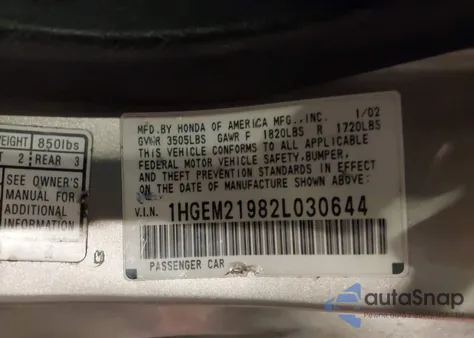 EIGHT 850lbs
T 2 REAR 3
SEE OWNER'S
MANUAL FOR
ADDITIONAL
INFORMATION
MFD.BY HONDA OF AMERICA MFG.,INC. 1/02
GVWR 3505LBS GAWR F 1820LBS R 1720LBS
THIS VEHICLE CONFORMS TO ALL APPLICABLE
FEDERAL MOTOR VEHICLE SAFETY,BUMPER,
AND THEFT PREVENTION STANDARDS IN EFFECT
ON THE DATE OF MANUFACTURE SHOWN ABOVE:
V.I.N. 1HGEM21982L030644
PASSENGER CAR
autaSnap